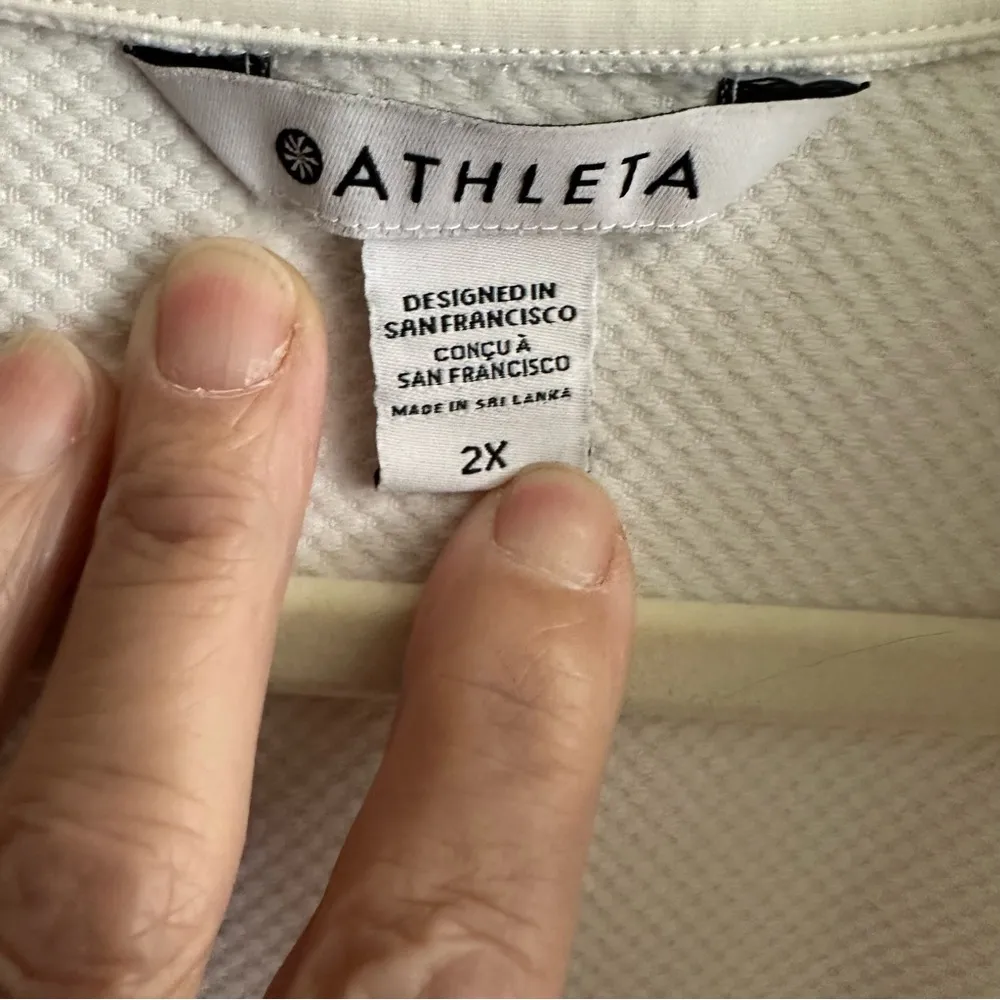 ATHLETA
DESIGNED IN
SAN FRANCISCO
CONÇU À
SAN FRANCISCO
MADE IN SRI LANKA
2X